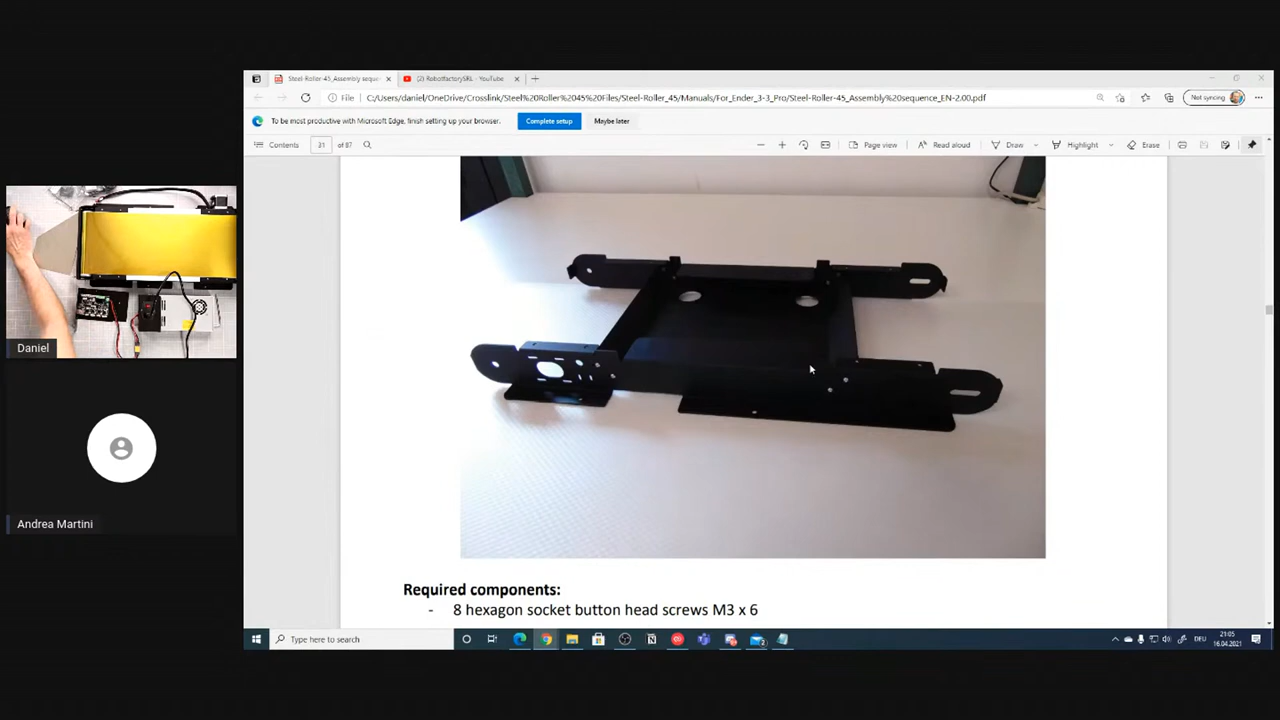 Steel-Roller-45_Assembly seque
(2) RobotfactorySRL - YouTube
File
C:/Users/daniel/OneDrive/Crosslink/Steel%20Roller%2045%20Files/Steel-Roller_45/Manuals/For_Ender_3-3_Pro/Steel-Roller-45_Assembly%20sequence_EN-2.00.pdf
Not syncing
To be most productive with Microsoft Edge, finish setting up your browser.
Complete setup
Maybe later
Contents
31
of 87
Page view
Read aloud
Draw
Highlight
Erase
Daniel
Andrea Martini
Required components:
- 8 hexagon socket button head screws M3 x 6
Type here to search
DEU
21:05
16.04.2021